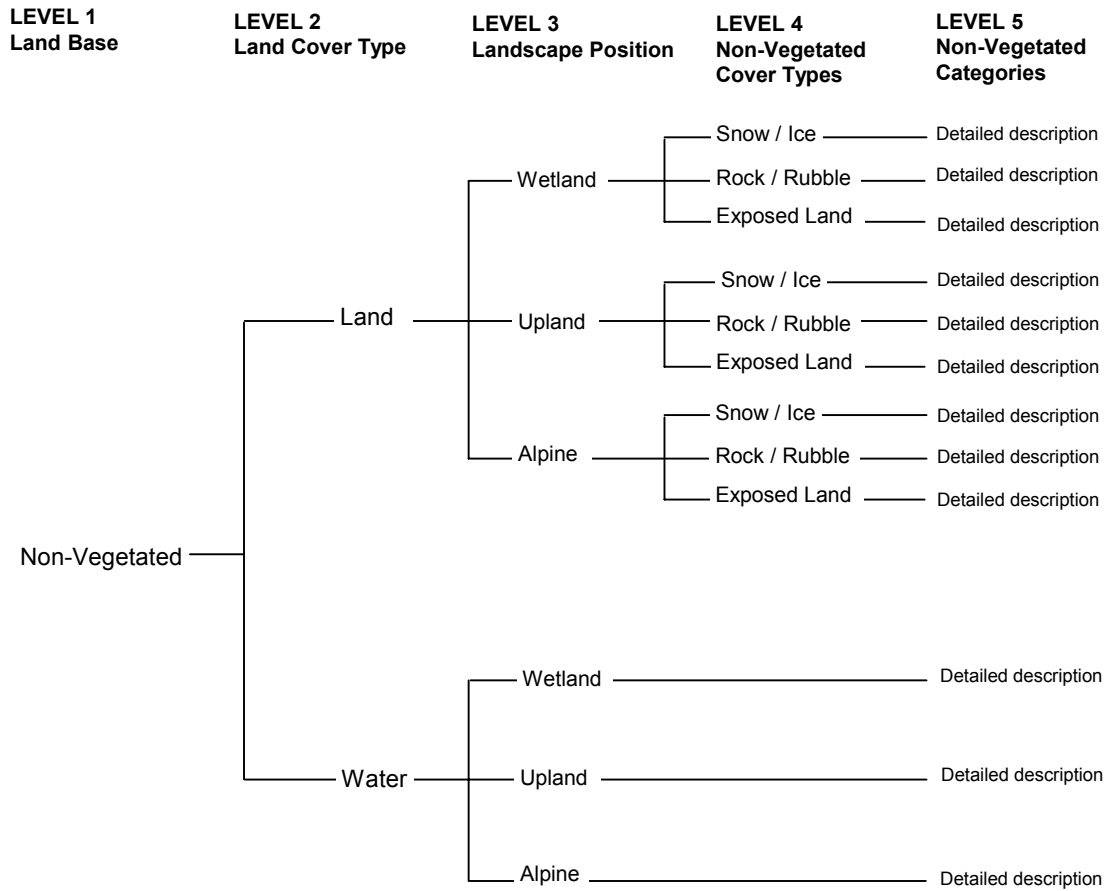 LEVEL 1
Land Base
LEVEL 2
Land Cover Type
LEVEL 3
Landscape Position
LEVEL 4
Non-Vegetated
Cover Types
LEVEL 5
Non-Vegetated
Categories
Snow / Ice Detailed description
Wetland Rock / Rubble Detailed description
Exposed Land Detailed description
Snow / Ice Detailed description
Land Upland Rock / Rubble Detailed description
Exposed Land Detailed description
Snow / Ice Detailed description
Alpine Rock / Rubble Detailed description
Exposed Land Detailed description
Non-Vegetated
Wetland Detailed description
Water Upland Detailed description
Alpine Detailed description